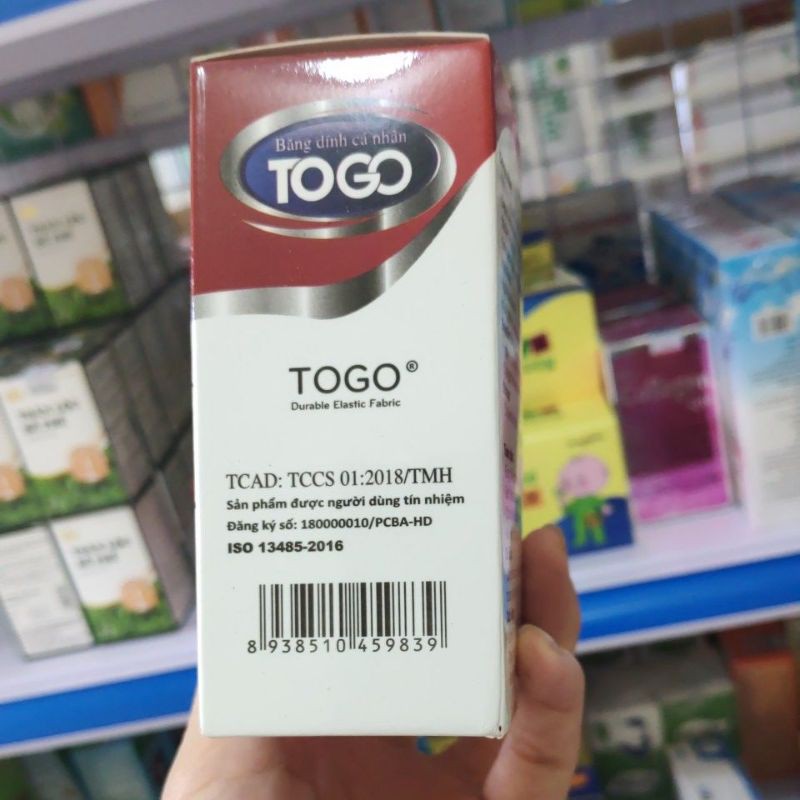 Băng dính cá nhân
TOGO
TOGO®
Durable Elastic Fabric
TCAD: TCCS 01:2018/TMH
Sản phẩm được người dùng tín nhiệm
Đăng ký số: 180000010/PCBA-HD
ISO 13485-2016
8 938510 459839